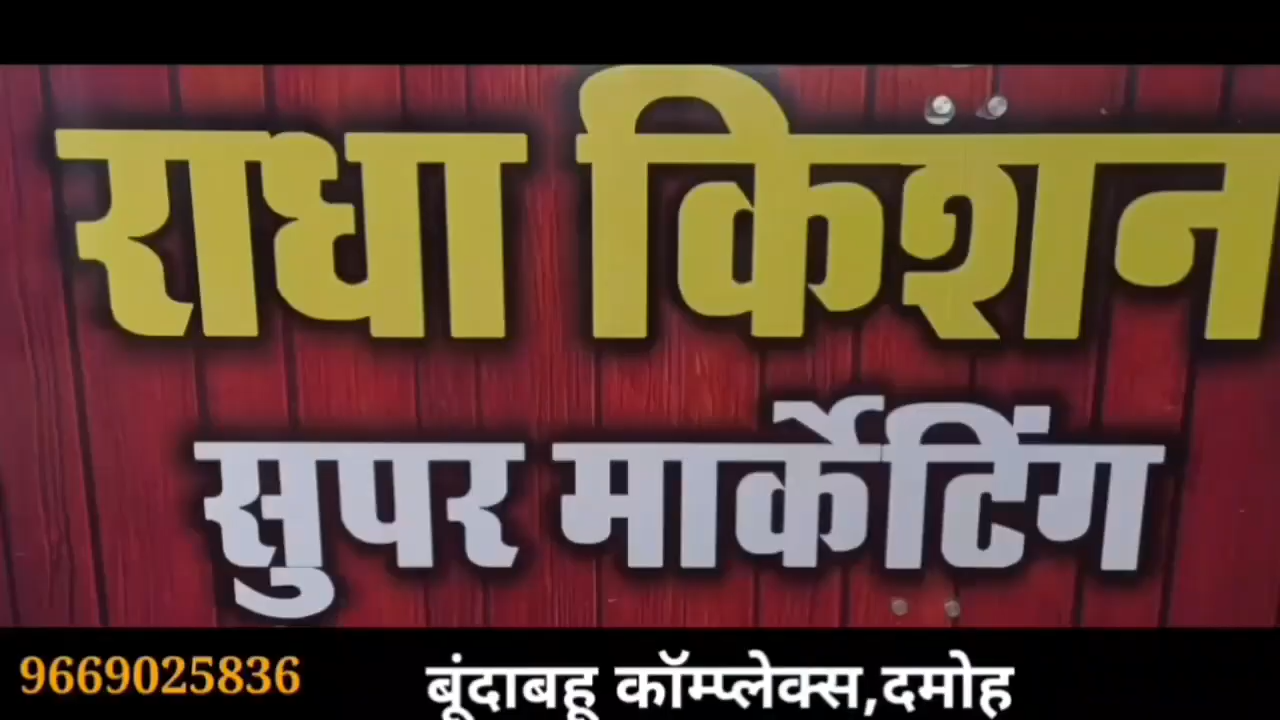 राधा किशन
सुपर मार्केटिंग
9669025836 बूंदाबहू कॉम्प्लेक्स,दमोह